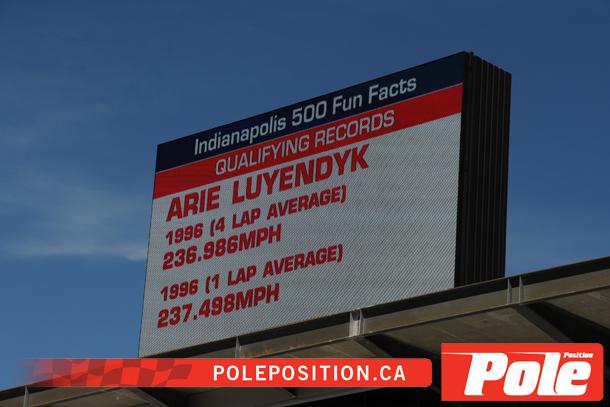 Indianapolis 500 Fun Facts
QUALIFYING RECORDS
ARIE LUYENDYK
1996 (4 LAP AVERAGE)
236.986MPH
1996 (1 LAP AVERAGE)
237.498MPH
POLEPOSITION.CA
Pole Position